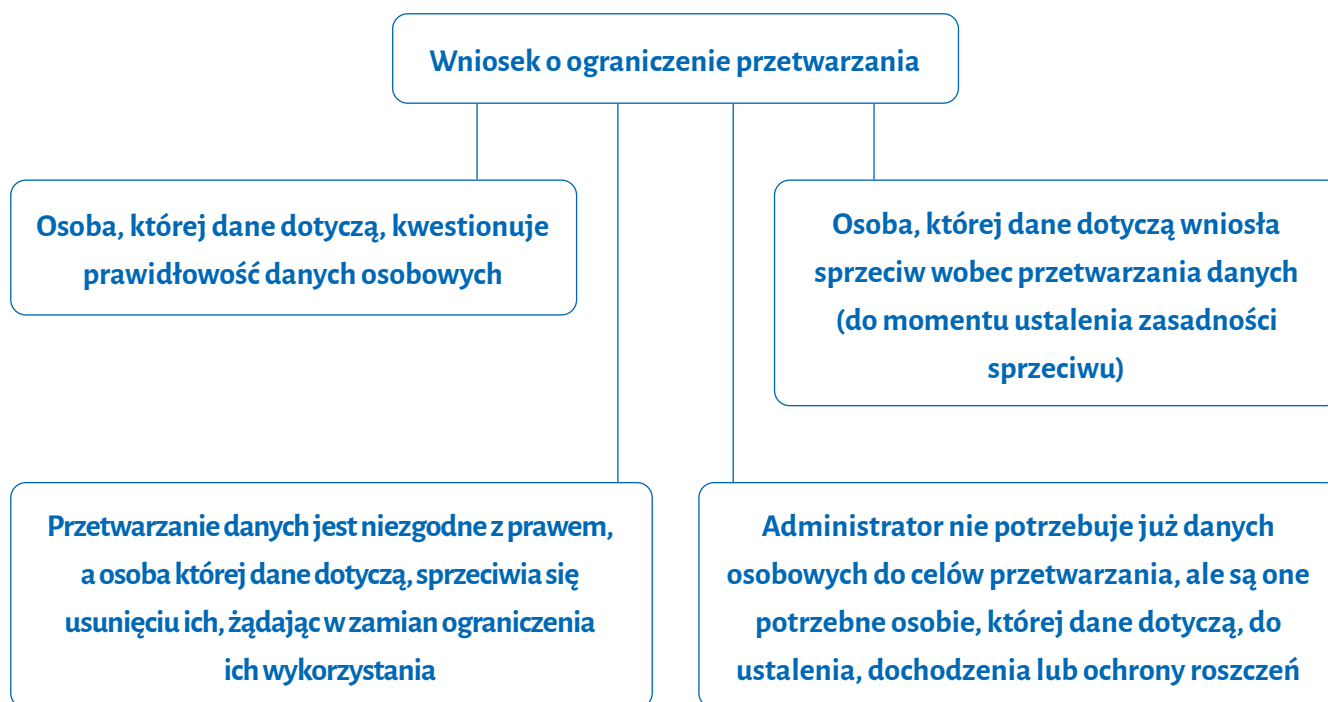 Wniosek o ograniczenie przetwarzania
Osoba, której dane dotyczą, kwestionuje
prawidłowość danych osobowych
Osoba, której dane dotyczą wniosła
sprzeciw wobec przetwarzania danych
(do momentu ustalenia zasadności
sprzeciwu)
Przetwarzanie danych jest niezgodne z prawem,
a osoba której dane dotyczą, sprzeciwia się
usunięciu ich, żądając w zamian ograniczenia
ich wykorzystania
Administrator nie potrzebuje już danych
osobowych do celów przetwarzania, ale są one
potrzebne osobie, której dane dotyczą, do
ustalenia, dochodzenia lub ochrony roszczeń